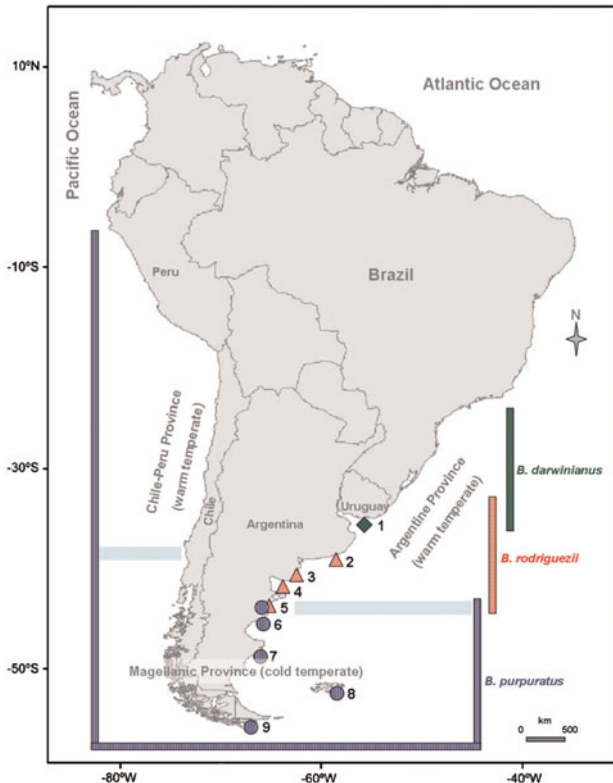 10°N
-10°S
-30°S
-50°S
-80°W
-60°W
-40°W
Pacific Ocean
Atlantic Ocean
Peru
Brazil
N
Chile-Peru Province
(warm temperate)
Chile
Argentina
Uruguay
Argentine Province
(warm temperate)
1
2
3
4
5
6
7
8
9
Magellanic Province (cold temperate)
B. darwinianus
B. rodriguezii
B. purpuratus
km
0 500